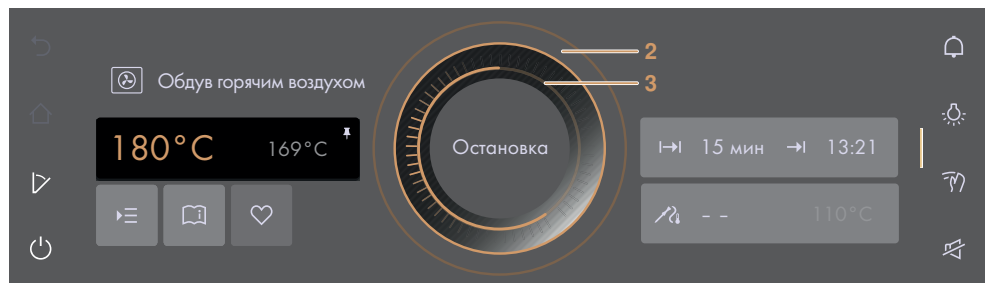 2
3
Обдув горячим воздухом
180°C 169°C
Остановка
15 мин 13:21
- - 110°C